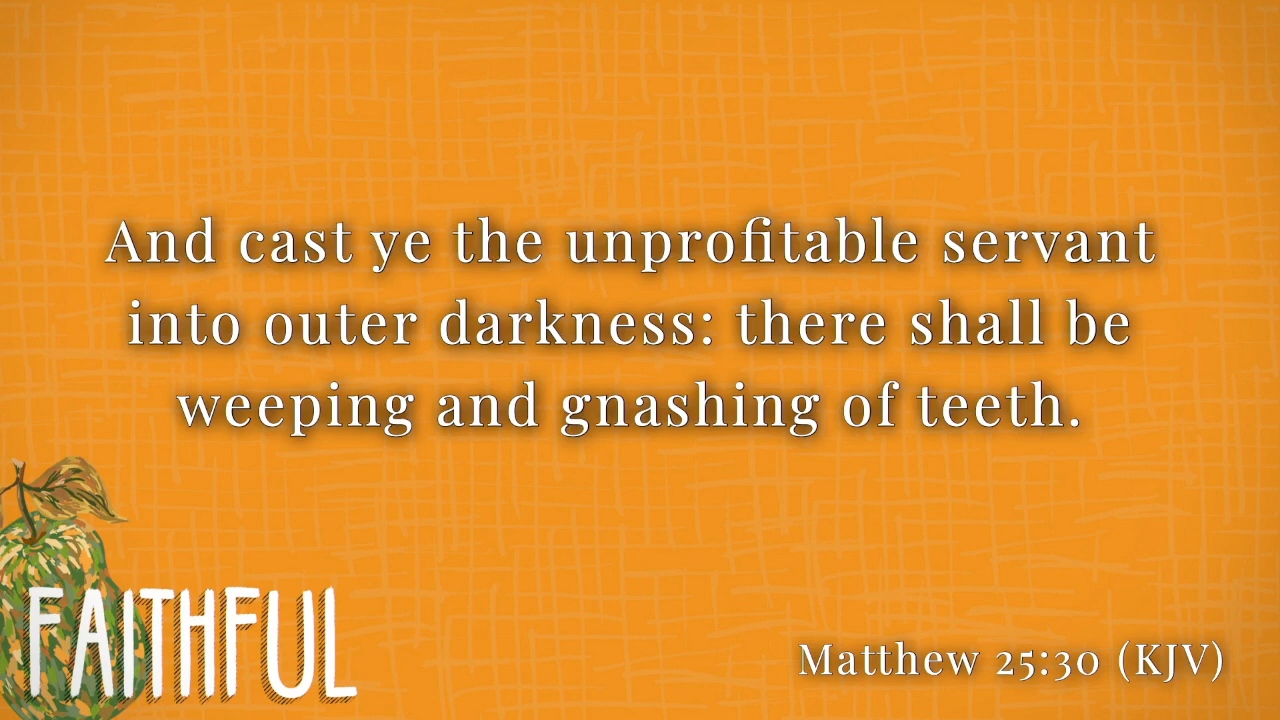 And cast ye the unprofitable servant
into outer darkness: there shall be
weeping and gnashing of teeth.
FAITHFUL
Matthew 25:30 (KJV)